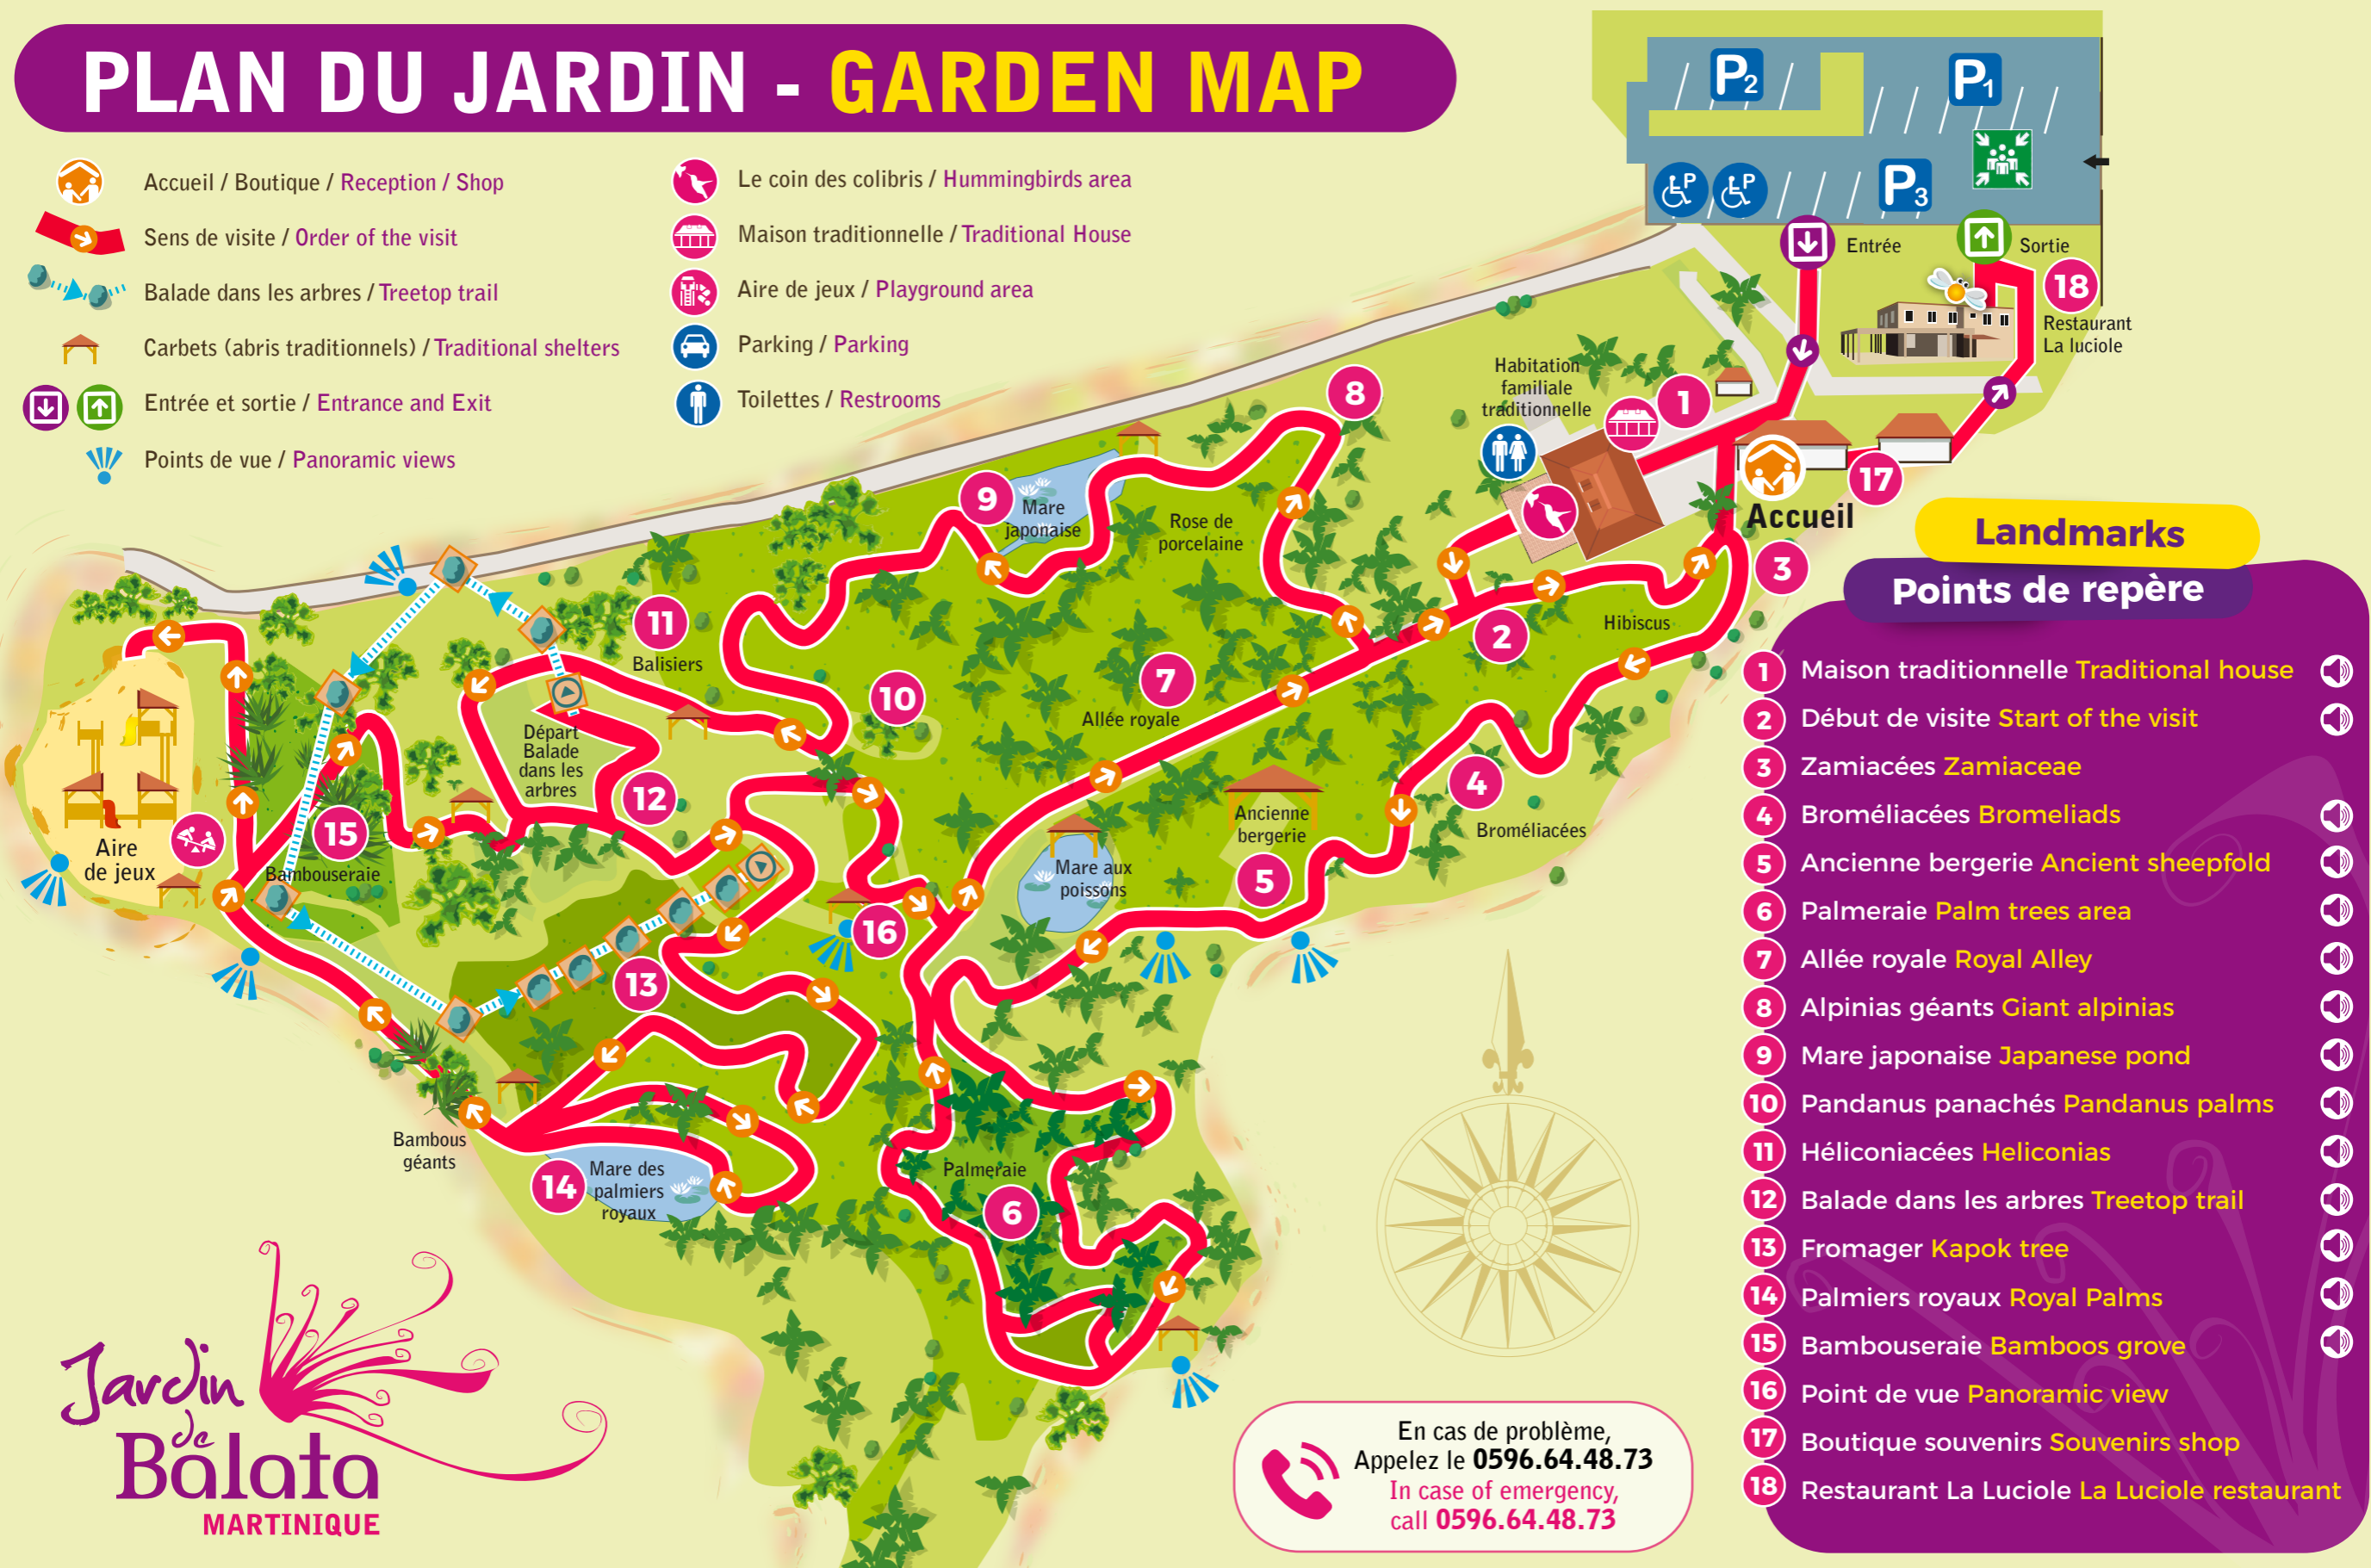 PLAN DU JARDIN - GARDEN MAP
Accueil / Boutique / Reception / Shop
Sens de visite / Order of the visit
Balade dans les arbres / Treetop trail
Carbets (abris traditionnels) / Traditional shelters
Entrée et sortie / Entrance and Exit
Points de vue / Panoramic views
Le coin des colibris / Hummingbirds area
Maison traditionnelle / Traditional House
Aire de jeux / Playground area
Parking / Parking
Toilettes / Restrooms
P2
P1
P
P
P3
Entrée
Sortie
18
Restaurant
La luciole
Habitation
familiale
traditionnelle
1
8
17
Accueil
3
9
Mare
japonaise
Rose de
porcelaine
2
Hibiscus
11
Balisiers
10
7
Allée royale
4
Broméliacées
Départ
Balade
dans les
arbres
12
Ancienne
bergerie
5
Mare aux
poissons
15
Bambouseraie
Aire
de jeux
16
13
Bambous
géants
14
Mare des
palmiers
royaux
Palmeraie
6
Landmarks
Points de repère
1 Maison traditionnelle Traditional house
2 Début de visite Start of the visit
3 Zamiacées Zamiaceae
4 Broméliacées Bromeliads
5 Ancienne bergerie Ancient sheepfold
6 Palmeraie Palm trees area
7 Allée royale Royal Alley
8 Alpinias géants Giant alpinias
9 Mare japonaise Japanese pond
10 Pandanus panachés Pandanus palms
11 Héliconiacées Heliconias
12 Balade dans les arbres Treetop trail
13 Fromager Kapok tree
14 Palmiers royaux Royal Palms
15 Bambouseraie Bamboos grove
16 Point de vue Panoramic view
17 Boutique souvenirs Souvenirs shop
18 Restaurant La Luciole La Luciole restaurant
En cas de problème,
Appelez le 0596.64.48.73
In case of emergency,
call 0596.64.48.73
Jardin
de
Balata
MARTINIQUE